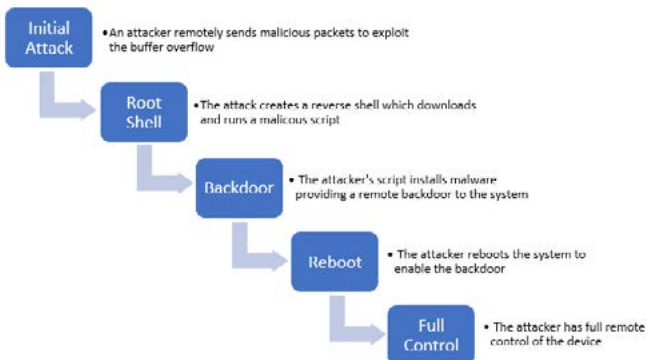 Initial
Attack
•An attacker remotely sends malicious packets to exploit
the buffer overflow
Root
Shell
•The attack creates a reverse shell which downloads
and runs a malicous script
Backdoor
• The attacker's script installs malware
providing a remote backdoor to the system
Reboot
• The attacker reboots the system to
enable the backdoor
Full
Control
• The attacker has full remote
control of the device